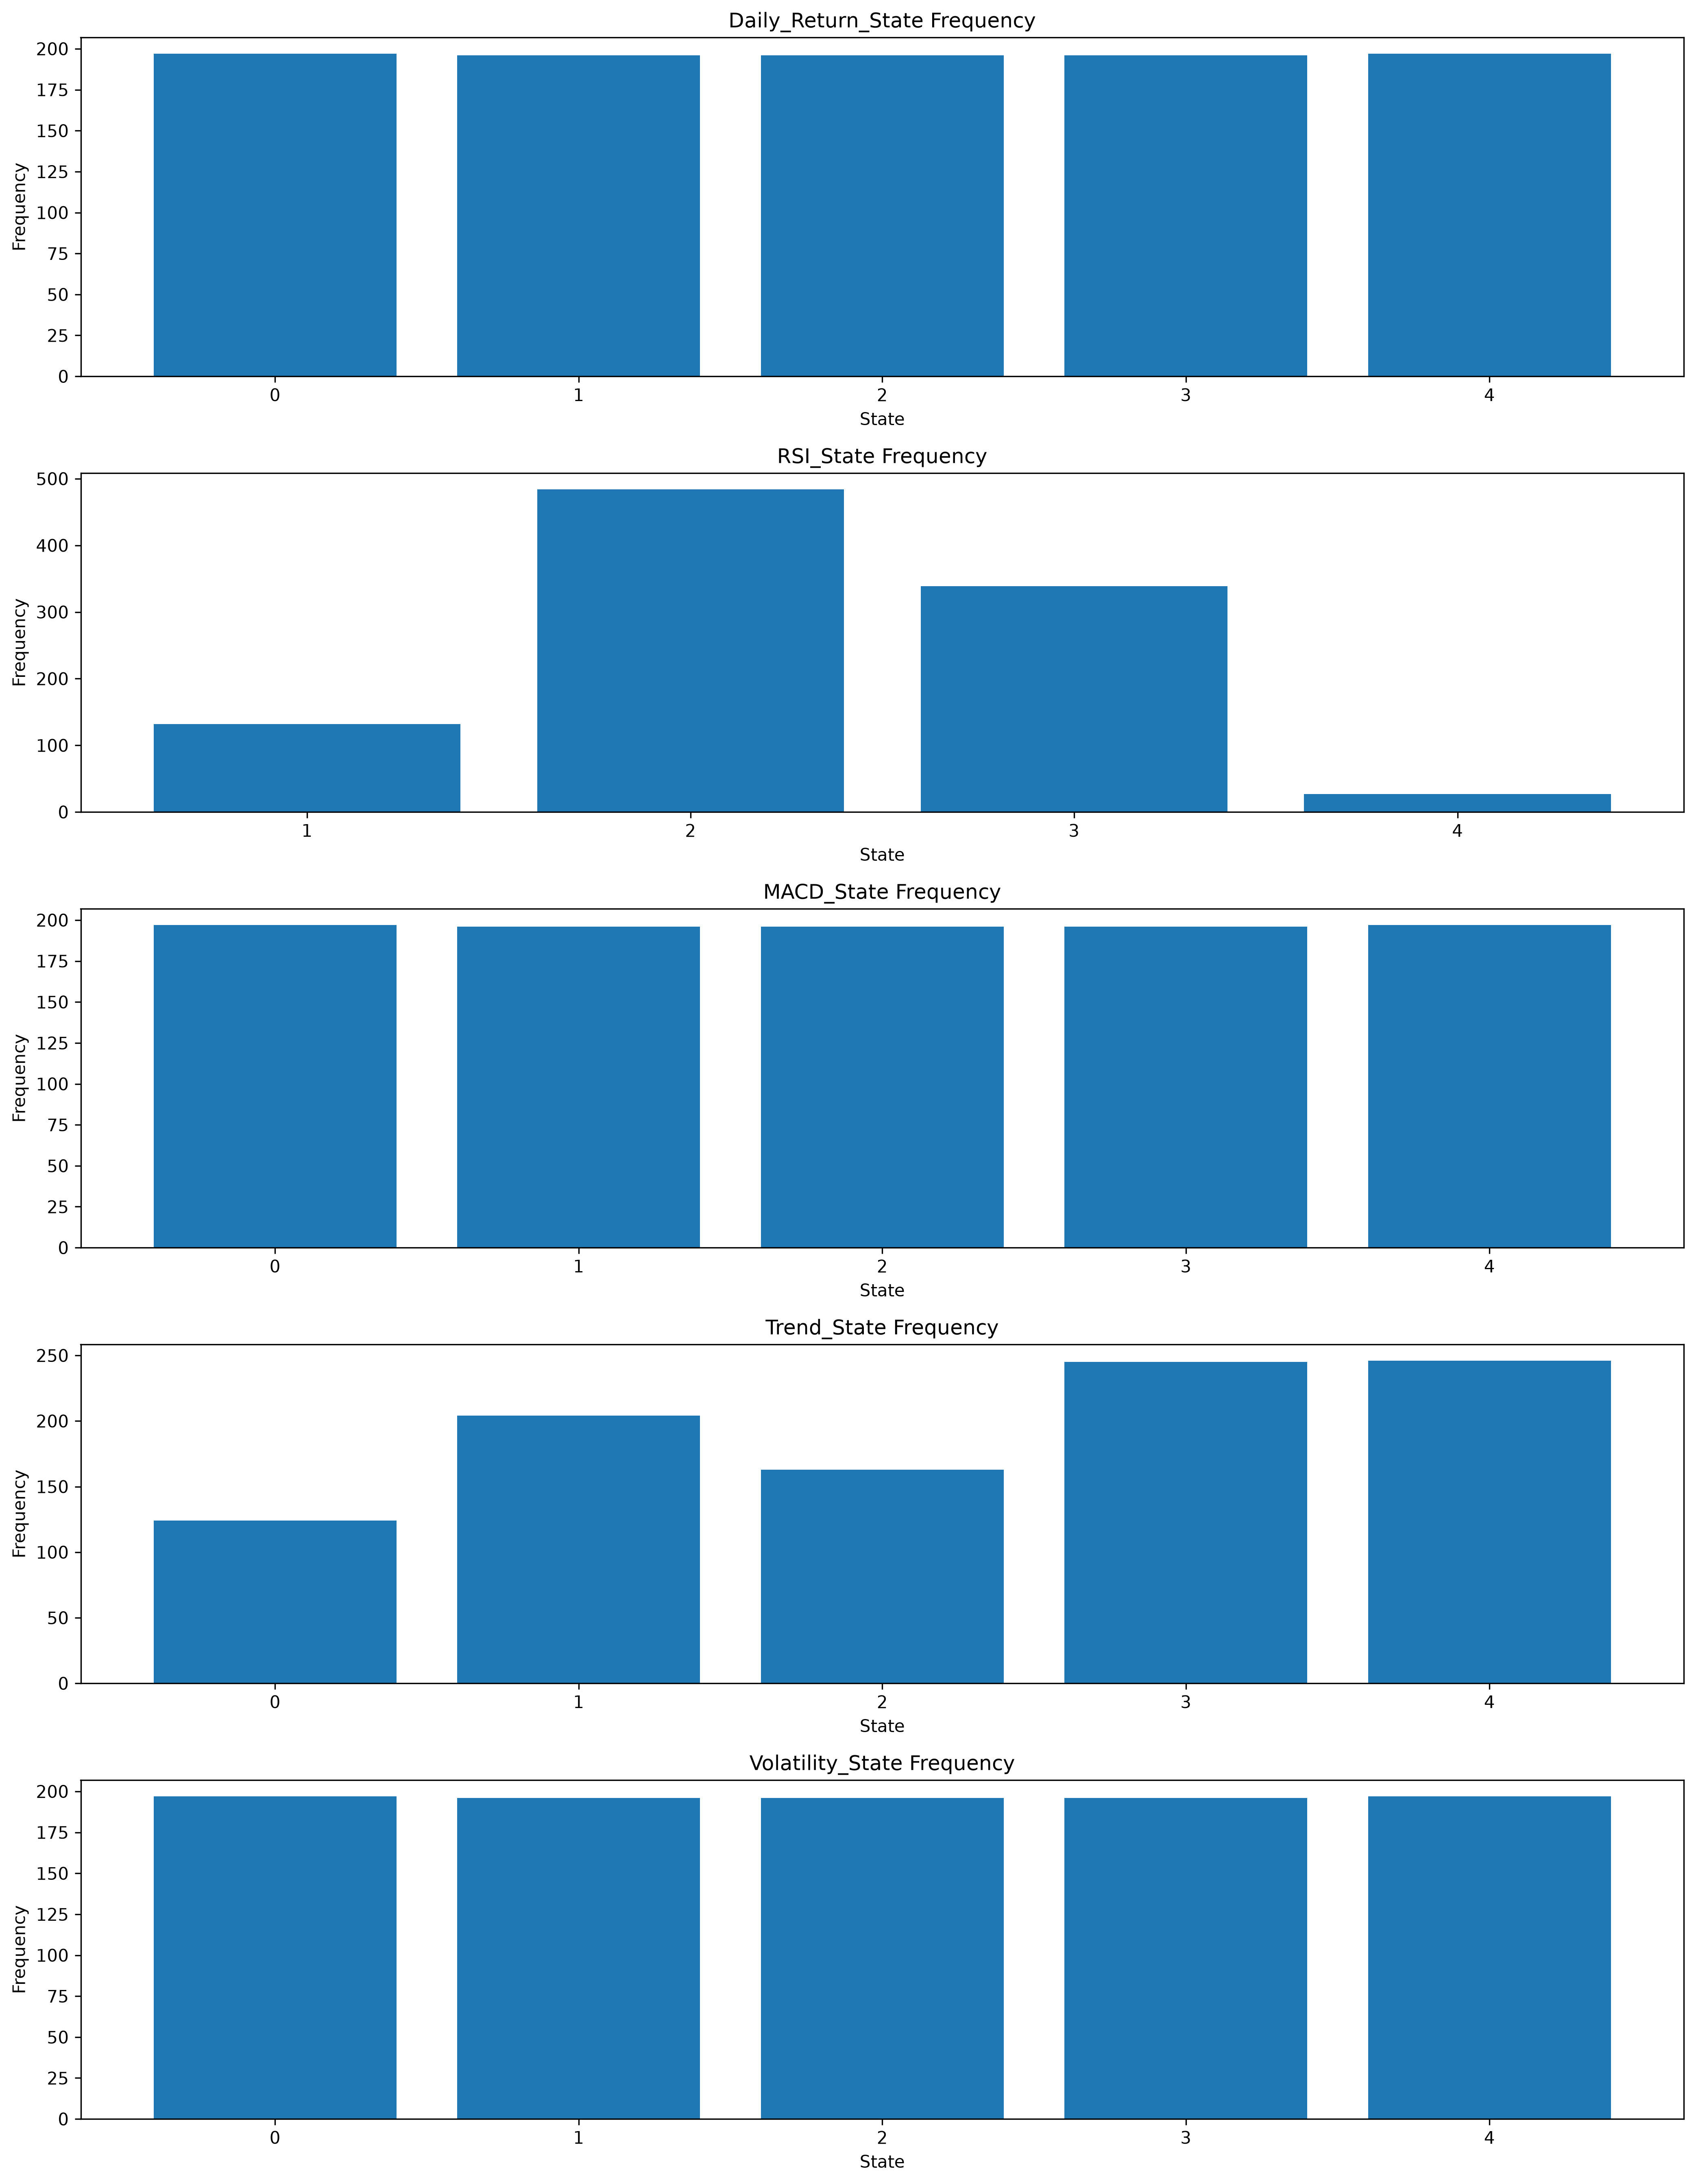 Daily_Return_State Frequency
200
175
150
125
100
75
50
25
0
Frequency
0 1 2 3 4
State
RSI_State Frequency
500
400
300
200
100
0
Frequency
1 2 3 4
State
MACD_State Frequency
200
175
150
125
100
75
50
25
0
Frequency
0 1 2 3 4
State
Trend_State Frequency
250
200
150
100
50
0
Frequency
0 1 2 3 4
State
Volatility_State Frequency
200
175
150
125
100
75
50
25
0
Frequency
0 1 2 3 4
State